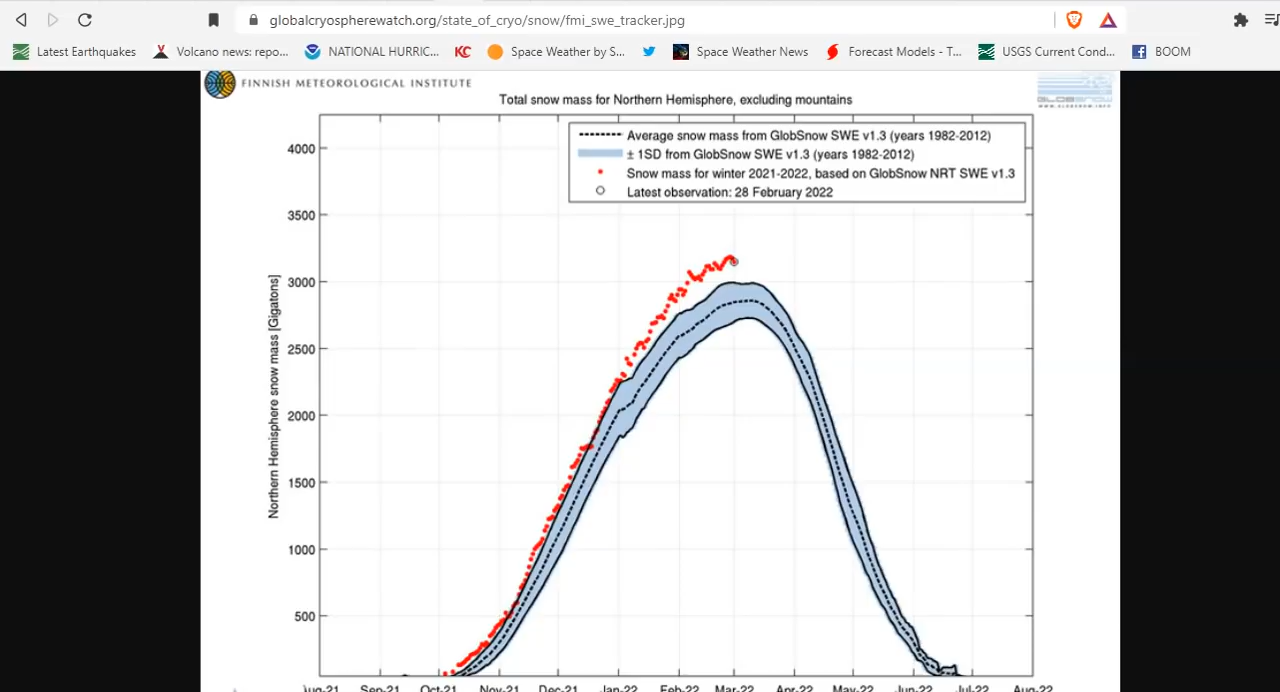 globalcryospherewatch.org/state_of_cryo/snow/fmi_swe_tracker.jpg
Latest Earthquakes
Volcano news: repo...
NATIONAL HURRIC...
KC
Space Weather by S...
Space Weather News
Forecast Models - T...
USGS Current Cond...
BOOM
FINNISH METEOROLOGICAL INSTITUTE
Total snow mass for Northern Hemisphere, excluding mountains
Average snow mass from GlobSnow SWE v1.3 (years 1982-2012)
± 1SD from GlobSnow SWE v1.3 (years 1982-2012)
Snow mass for winter 2021-2022, based on GlobSnow NRT SWE v1.3
Latest observation: 28 February 2022
Northern Hemisphere snow mass [Gigatons]
4000
3500
3000
2500
2000
1500
1000
500
Aug-21 Sep-21 Oct-21 Nov-21 Dec-21 Jan-22 Feb-22 Mar-22 Apr-22 May-22 Jun-22 Jul-22 Aug-22